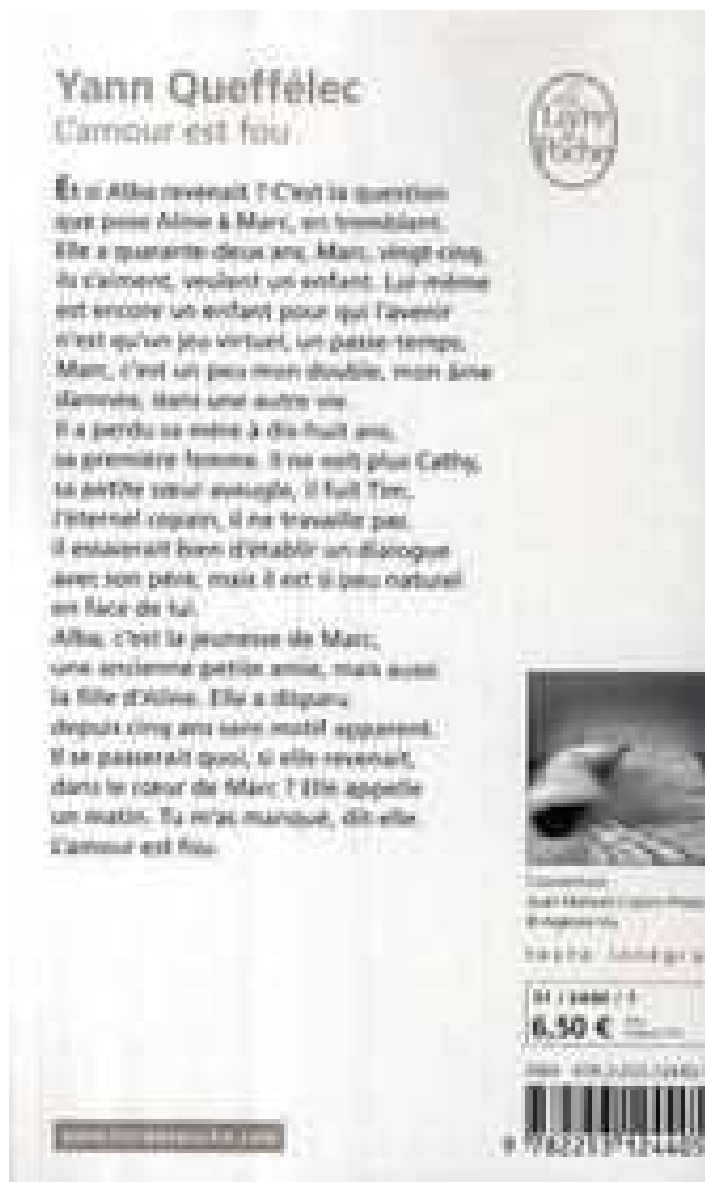 Yann Queffélec
L'amour est fou
Le
Livre
de
Poche
Et si Alba revenait ? C'est la question
que pose Aline à Marc, en tremblant.
Elle a quarante-deux ans, Marc, vingt-cinq,
ils s'aiment, veulent un enfant. Lui-même
est encore un enfant pour qui l'avenir
n'est qu'un jeu virtuel, un passe-temps.
Marc, c'est un peu mon double, mon âme
damnée, dans une autre vie.
Il a perdu sa mère à dix-huit ans,
sa première femme. Il ne voit plus Cathy,
sa petite sœur aveugle, il fuit Tim,
l'éternel copain, il ne travaille pas.
Il essaierait bien d'établir un dialogue
avec son père, mais il est si peu naturel
en face de lui.
Alba, c'est la jeunesse de Marc,
une ancienne petite amie, mais aussi
la fille d'Aline. Elle a disparu
depuis cinq ans sans motif apparent.
Il se passerait quoi, si elle revenait,
dans le cœur de Marc ? Elle appelle
un matin. Tu m'as manqué, dit-elle.
L'amour est fou.
Couverture :
texte intégra
6,50 €